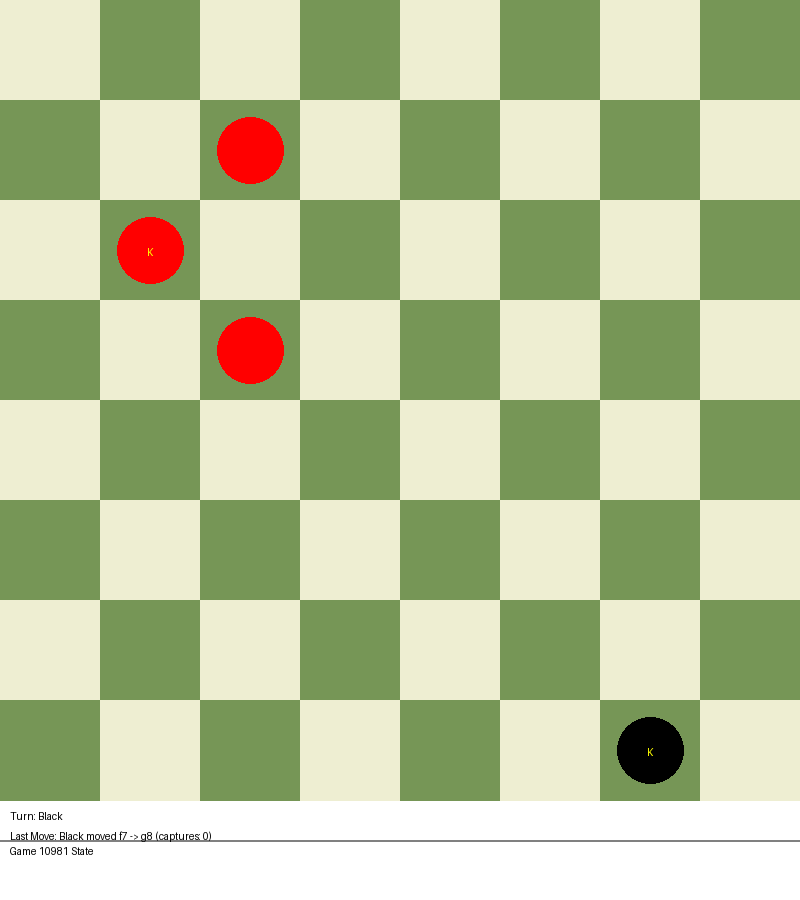 K
K
Turn: Black
Last Move: Black moved f7 -> g8 (captures: 0)
Game 10981 State